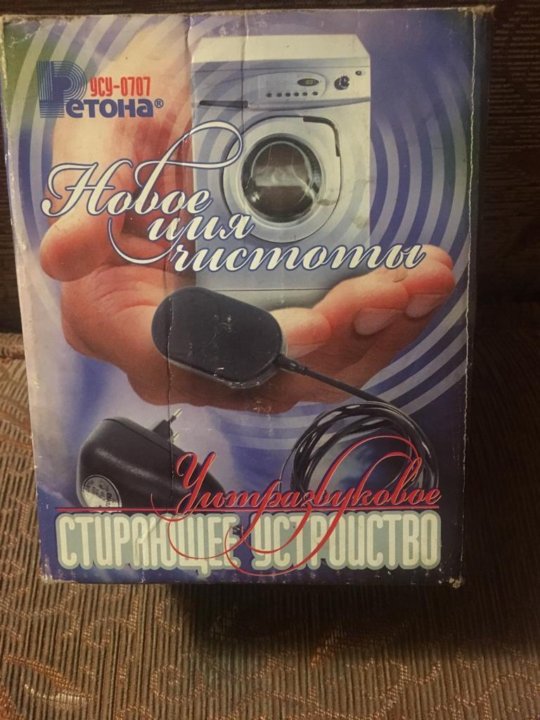 УСУ-0707
Ретона®
Новое
имя
чистоты
Ультразвуковое
СТИРАЮЩЕЕ УСТРОЙСТВО